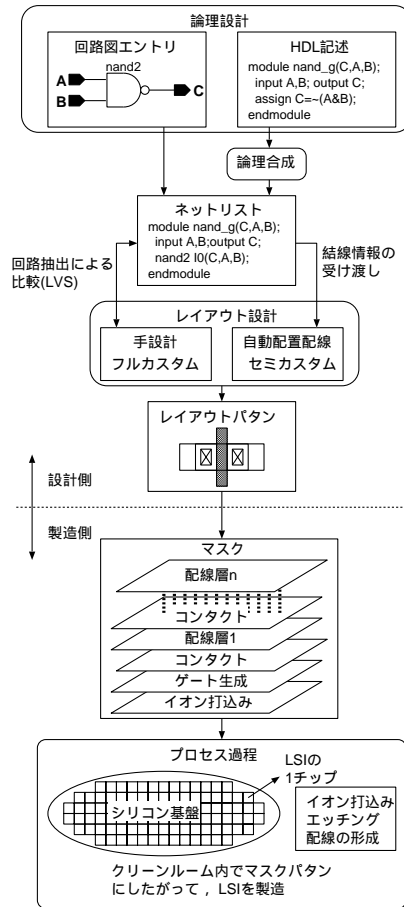 論理設計
回路図エントリ
nand2
A
B
C
HDL記述
module nand_g(C,A,B);
input A,B; output C;
assign C=~(A&B);
endmodule
論理合成
ネットリスト
module nand_g(C,A,B);
input A,B;output C;
nand2 I0(C,A,B);
endmodule
回路抽出による
比較(LVS)
結線情報の
受け渡し
レイアウト設計
手設計
フルカスタム
自動配置配線
セミカスタム
レイアウトパタン
設計側
製造側
マスク
配線層n
コンタクト
配線層1
コンタクト
ゲート生成
イオン打込み
プロセス過程
LSIの
1チップ
シリコン基盤
イオン打込み
エッチング
配線の形成
クリーンルーム内でマスクパタン
にしたがって，LSIを製造